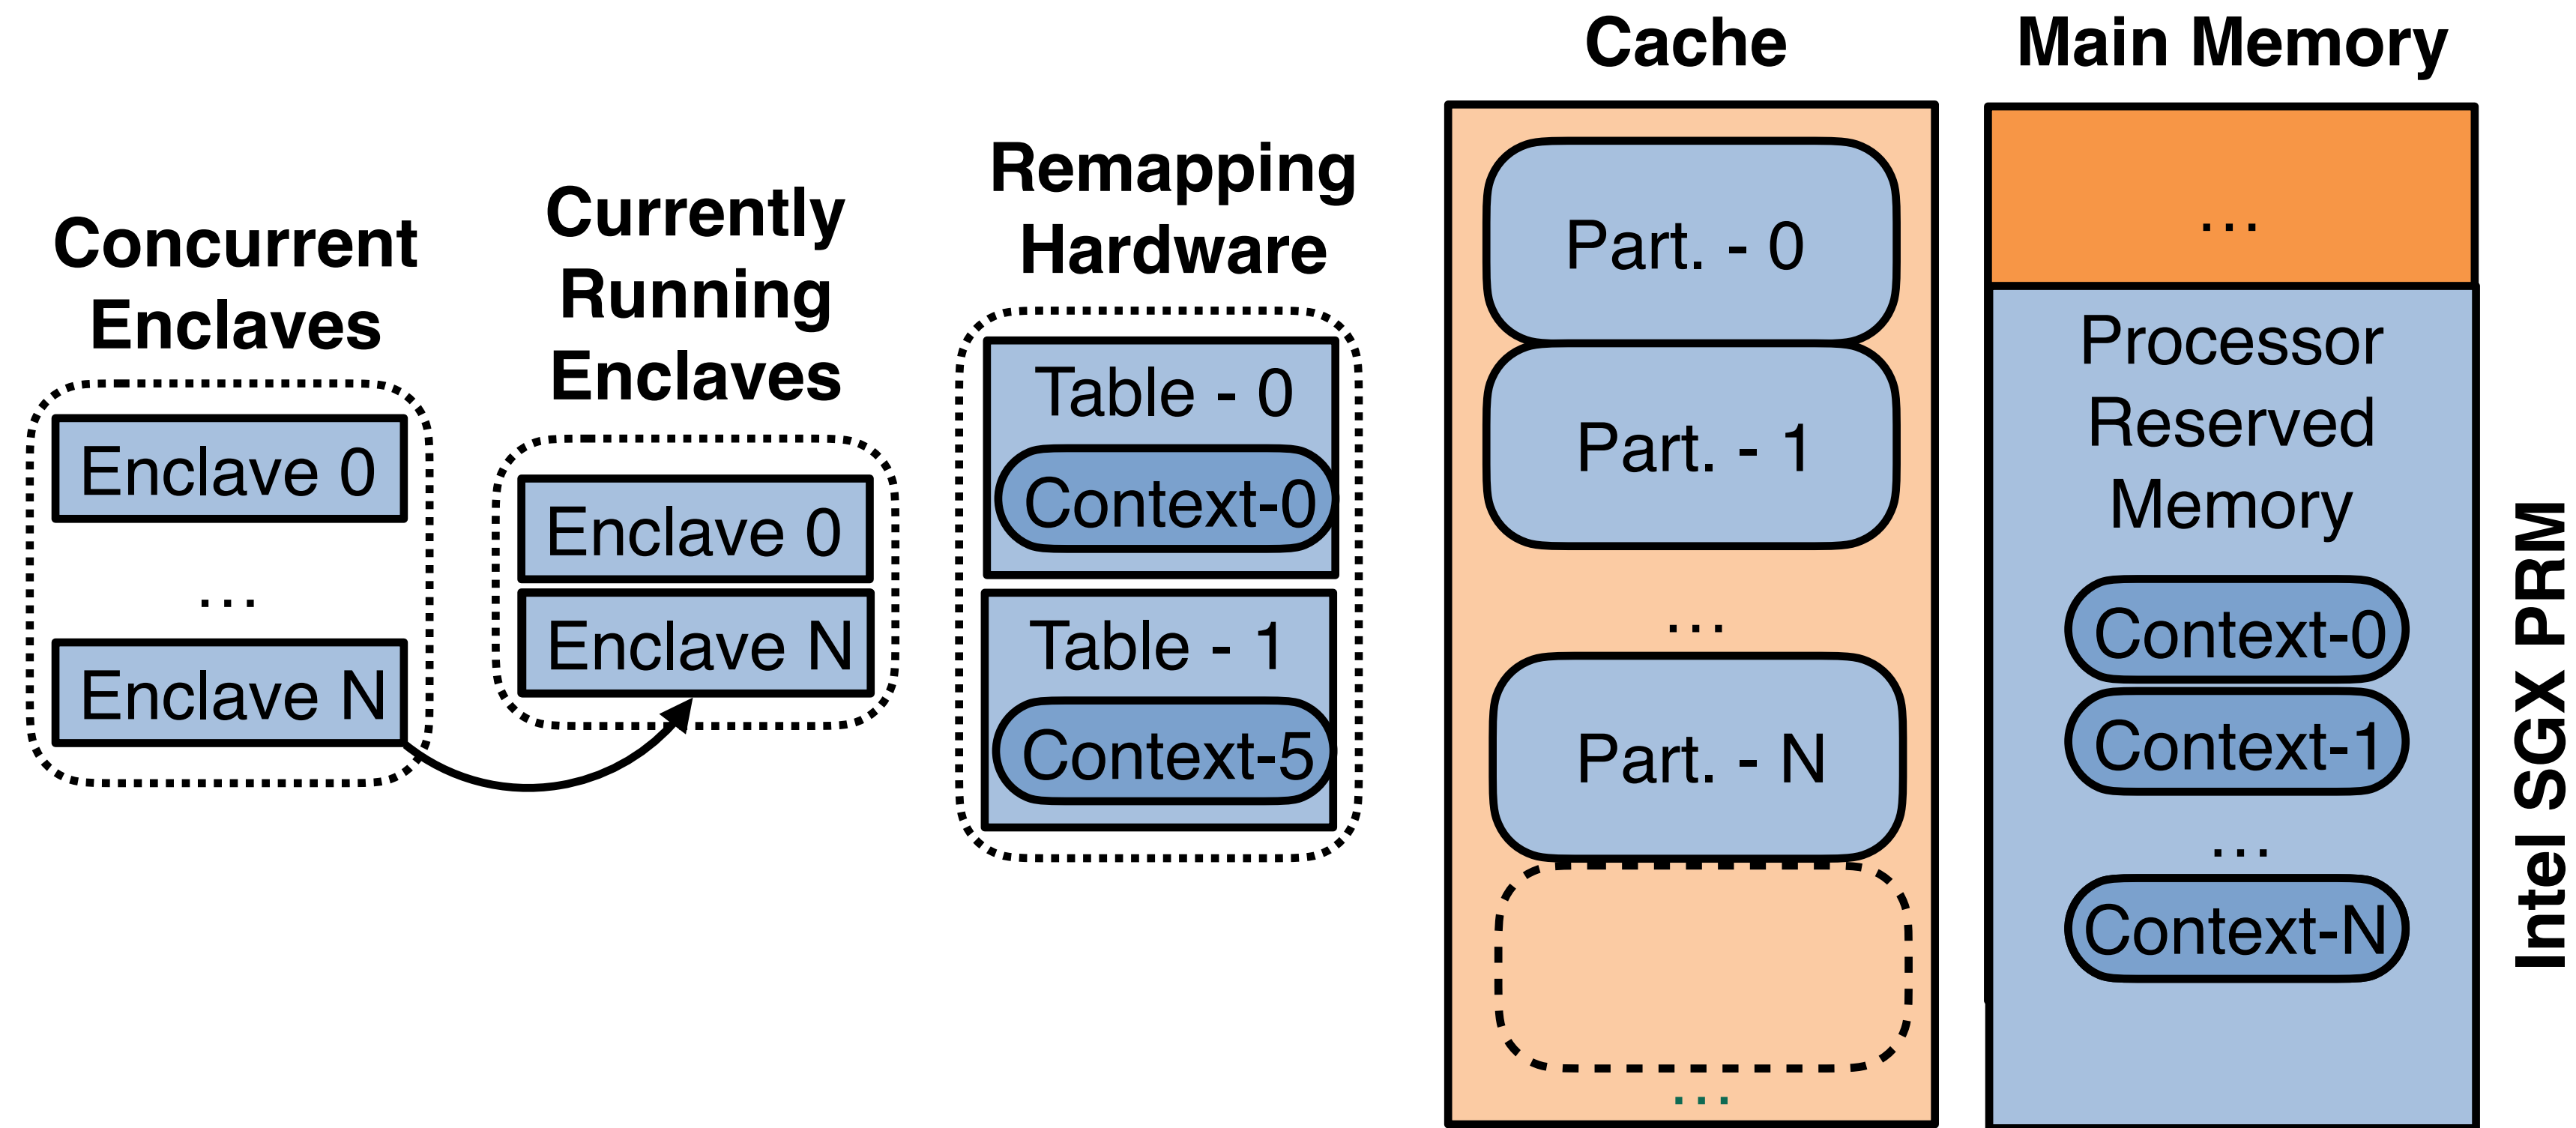 Concurrent
Enclaves
Enclave 0
...
Enclave N
Currently
Running
Enclaves
Enclave 0
Enclave N
Remapping
Hardware
Table - 0
Context-0
Table - 1
Context-5
Cache
Part. - 0
Part. - 1
...
Part. - N
...
Main Memory
...
Processor
Reserved
Memory
Context-0
Context-1
...
Context-N
Intel SGX PRM